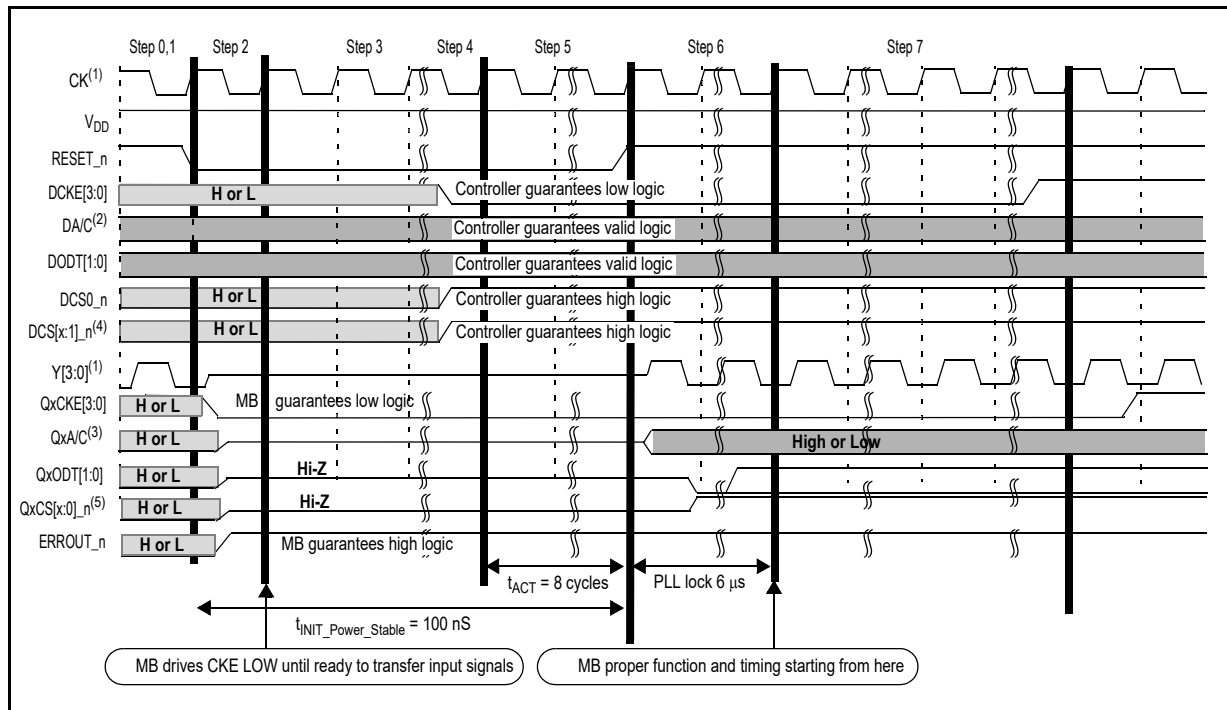 Step 0,1 Step 2 Step 3 Step 4 Step 5 Step 6 Step 7
CK(1)
VDD
RESET_n
DCKE[3:0] H or L Controller guarantees low logic
DA/C(2) Controller guarantees valid logic
DODT[1:0] Controller guarantees valid logic
DCS0_n H or L Controller guarantees high logic
DCS[x:1]_n(4) H or L Controller guarantees high logic
Y[3:0](1)
QxCKE[3:0] H or L MB guarantees low logic
QxA/C(3) H or L High or Low
QxODT[1:0] H or L Hi-Z
QxCS[x:0]_n(5) H or L Hi-Z
ERROUT_n H or L MB guarantees high logic
tACT = 8 cycles PLL lock 6 μs
tINIT_Power_Stable = 100 nS
MB drives CKE LOW until ready to transfer input signals MB proper function and timing starting from here